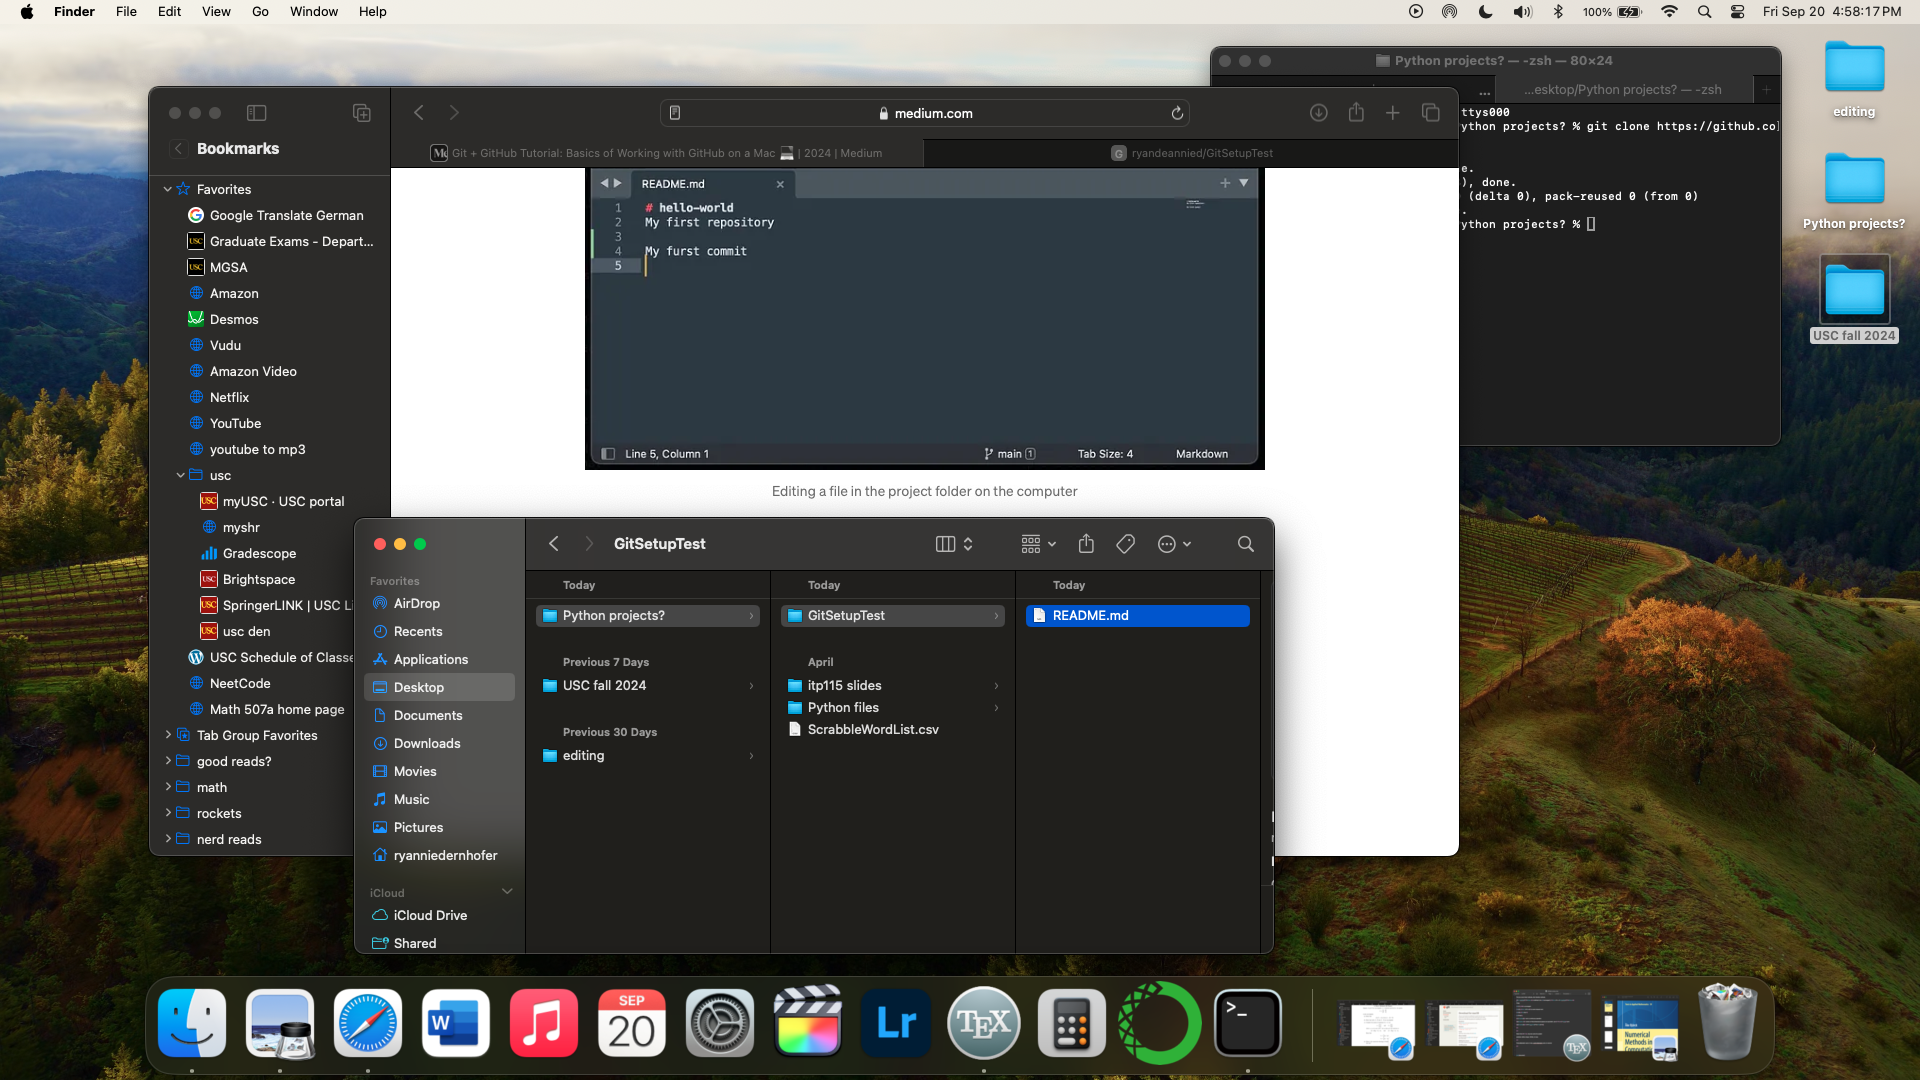 Finder File Edit View Go Window Help
100% Fri Sep 20 4:58:17 PM
Python projects? — -zsh — 80×24
... ...esktop/Python projects? — -zsh
ttys000
ython projects? % git clone https://github.co
e.
), done.
(delta 0), pack-reused 0 (from 0)
.
ython projects? %
editing
Python projects?
USC fall 2024
Bookmarks
Favorites
Google Translate German
Graduate Exams - Depart...
MGSA
Amazon
Desmos
Vudu
Amazon Video
Netflix
YouTube
youtube to mp3
usc
myUSC · USC portal
myshr
Gradescope
Brightspace
SpringerLINK | USC Li
usc den
USC Schedule of Classe
NeetCode
Math 507a home page
Tab Group Favorites
good reads?
math
rockets
nerd reads
medium.com
Git + GitHub Tutorial: Basics of Working with GitHub on a Mac 💻 | 2024 | Medium
G ryandeannied/GitSetupTest
README.md
1 # hello-world
2 My first repository
3
4 My furst commit
5
Line 5, Column 1 main 1 Tab Size: 4 Markdown
Editing a file in the project folder on the computer
GitSetupTest
Favorites
AirDrop
Recents
Applications
Desktop
Documents
Downloads
Movies
Music
Pictures
ryanniedernhofer
iCloud
iCloud Drive
Shared
Today
Python projects?
Previous 7 Days
USC fall 2024
Previous 30 Days
editing
Today
GitSetupTest
April
itp115 slides
Python files
ScrabbleWordList.csv
Today
README.md
W
SEP
20
Lr
TEX
>_
TEX
Numerical
Methods in